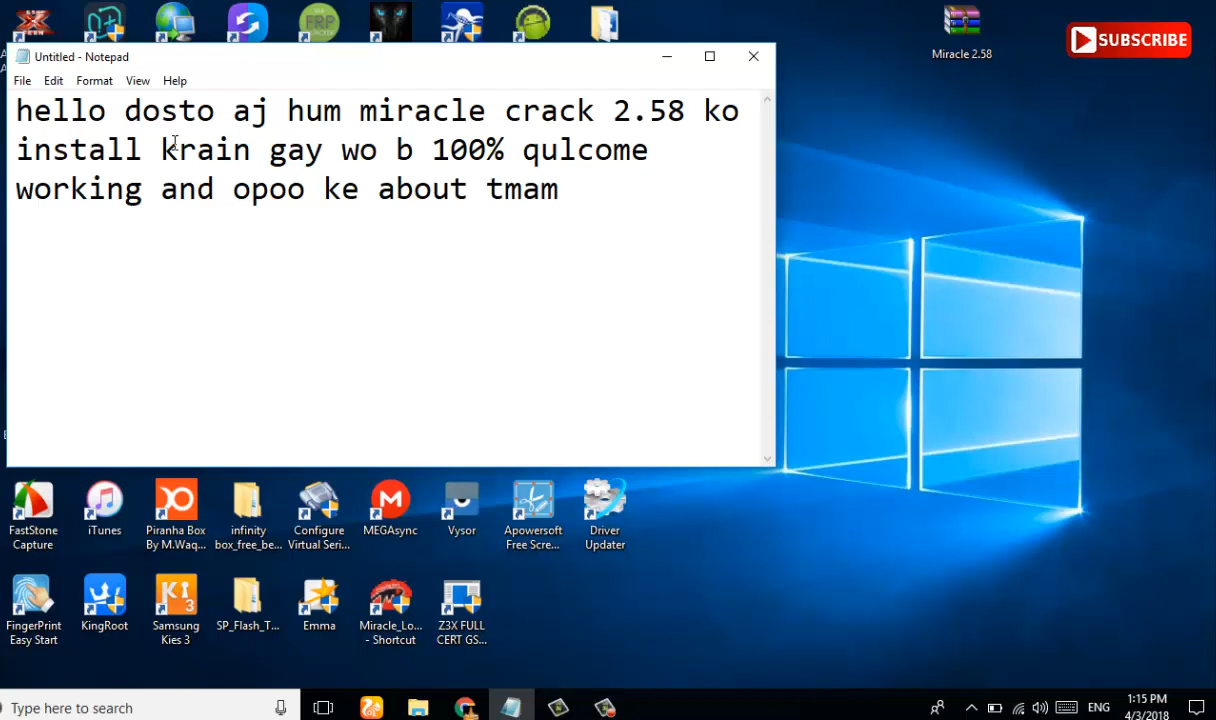 FRP
Miracle 2.58
SUBSCRIBE
Untitled - Notepad
File Edit Format View Help
hello dosto aj hum miracle crack 2.58 ko
install krain gay wo b 100% qulcome
working and opoo ke about tmam
FastStone
Capture
iTunes
Piranha Box
By M.Waq...
infinity
box_free_be...
Configure
Virtual Seri...
MEGAsync
Vysor
Apowersoft
Free Scre...
Driver
Updater
FingerPrint
Easy Start
KingRoot
Samsung
Kies 3
SP_Flash_T...
Emma
Miracle_Lo...
- Shortcut
Z3X FULL
CERT GS...
Type here to search
ENG
1:15 PM
4/3/2018